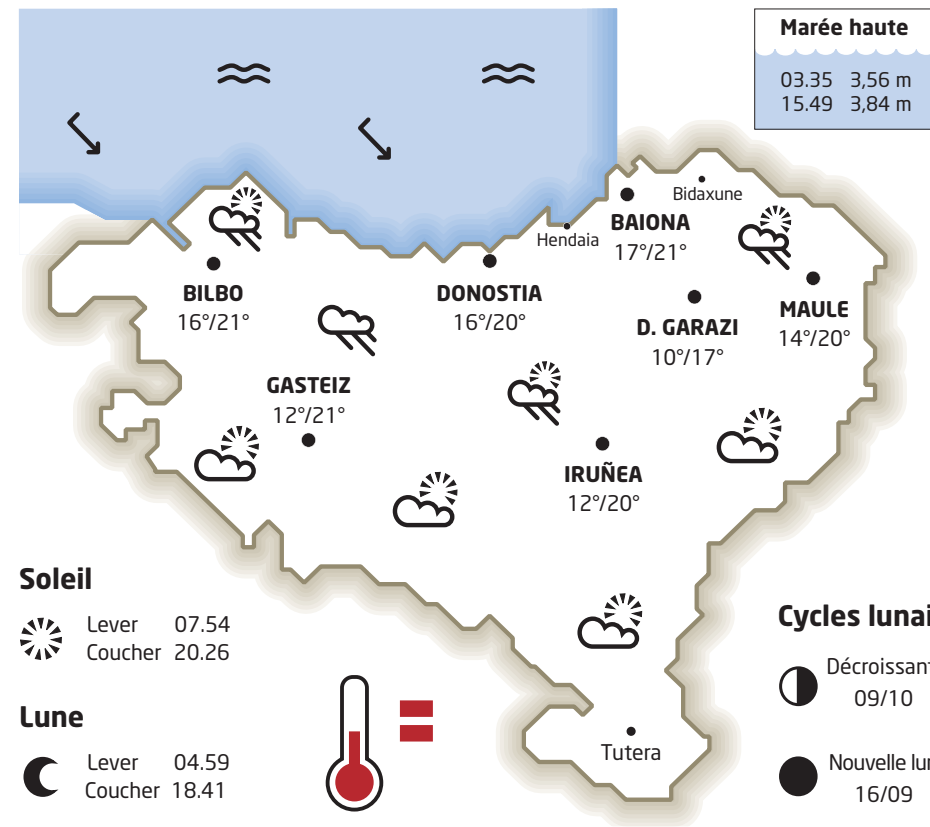 Marée haute
03.35 3,56 m
15.49 3,84 m
Bidaxune
BAIONA
17°/21°
Hendaia
BILBO
16°/21°
DONOSTIA
16°/20°
D. GARAZI
10°/17°
MAULE
14°/20°
GASTEIZ
12°/21°
IRUÑEA
12°/20°
Tutera
Soleil
Lever 07.54
Coucher 20.26
Lune
Lever 04.59
Coucher 18.41
Cycles lunai
Décroissant
09/10
Nouvelle lun
16/09